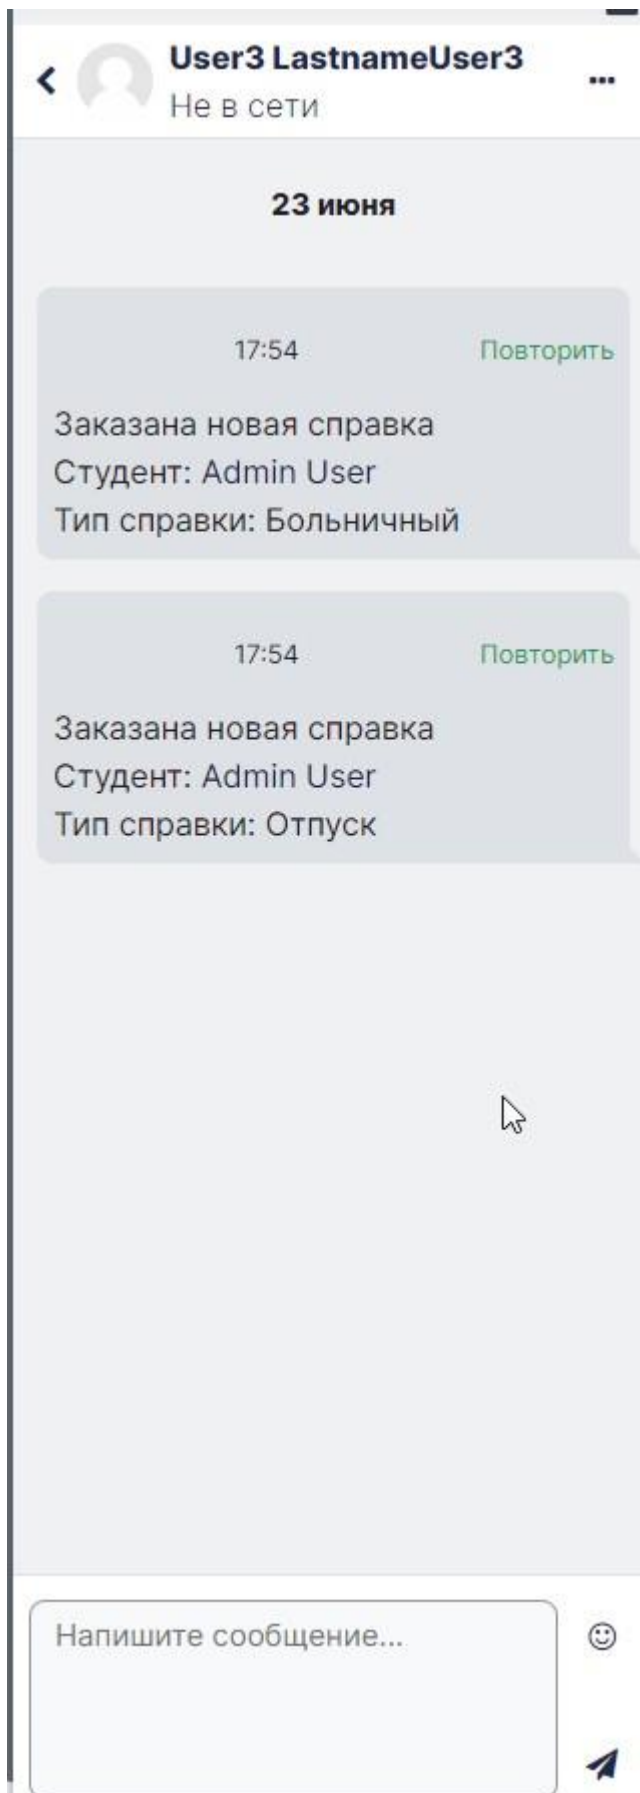 User3 LastnameUser3
Не в сети
23 июня
17:54 Повторить
Заказана новая справка
Студент: Admin User
Тип справки: Больничный
17:54 Повторить
Заказана новая справка
Студент: Admin User
Тип справки: Отпуск
Напишите сообщение...